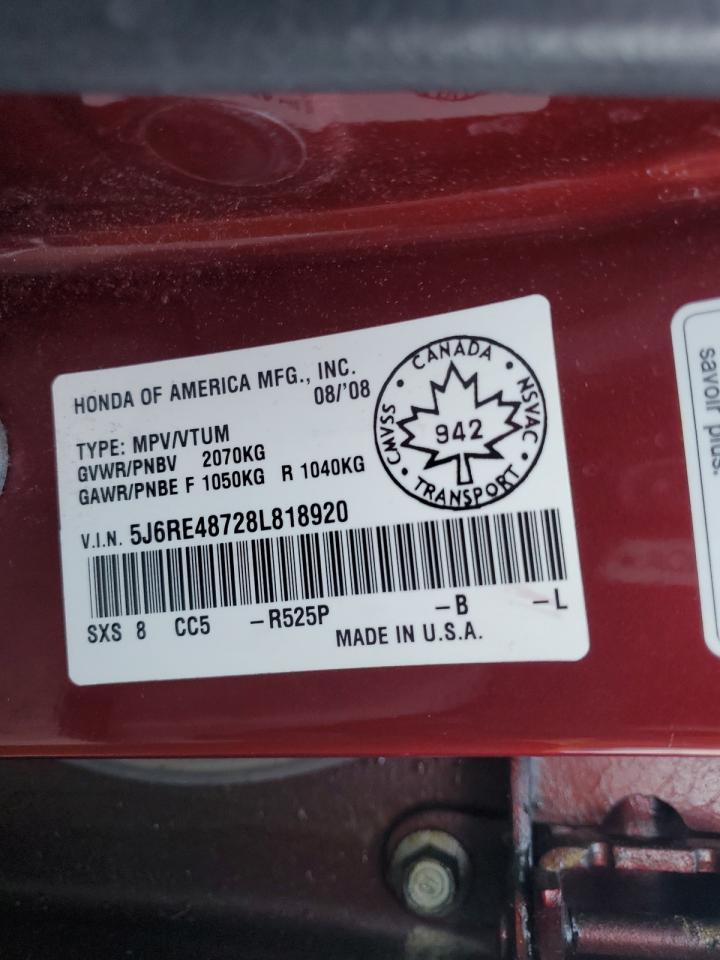 HONDA OF AMERICA MFG., INC.
08/'08
TYPE: MPV/VTUM
GVWR/PNBV 2070KG
GAWR/PNBE F 1050KG R 1040KG
CANADA
NSVAC
TRANSPORT
CMVSS
942
V.I.N. 5J6RE48728L818920
SXS 8 CC5 -R525P -B -L
MADE IN U.S.A.
savoir plus.